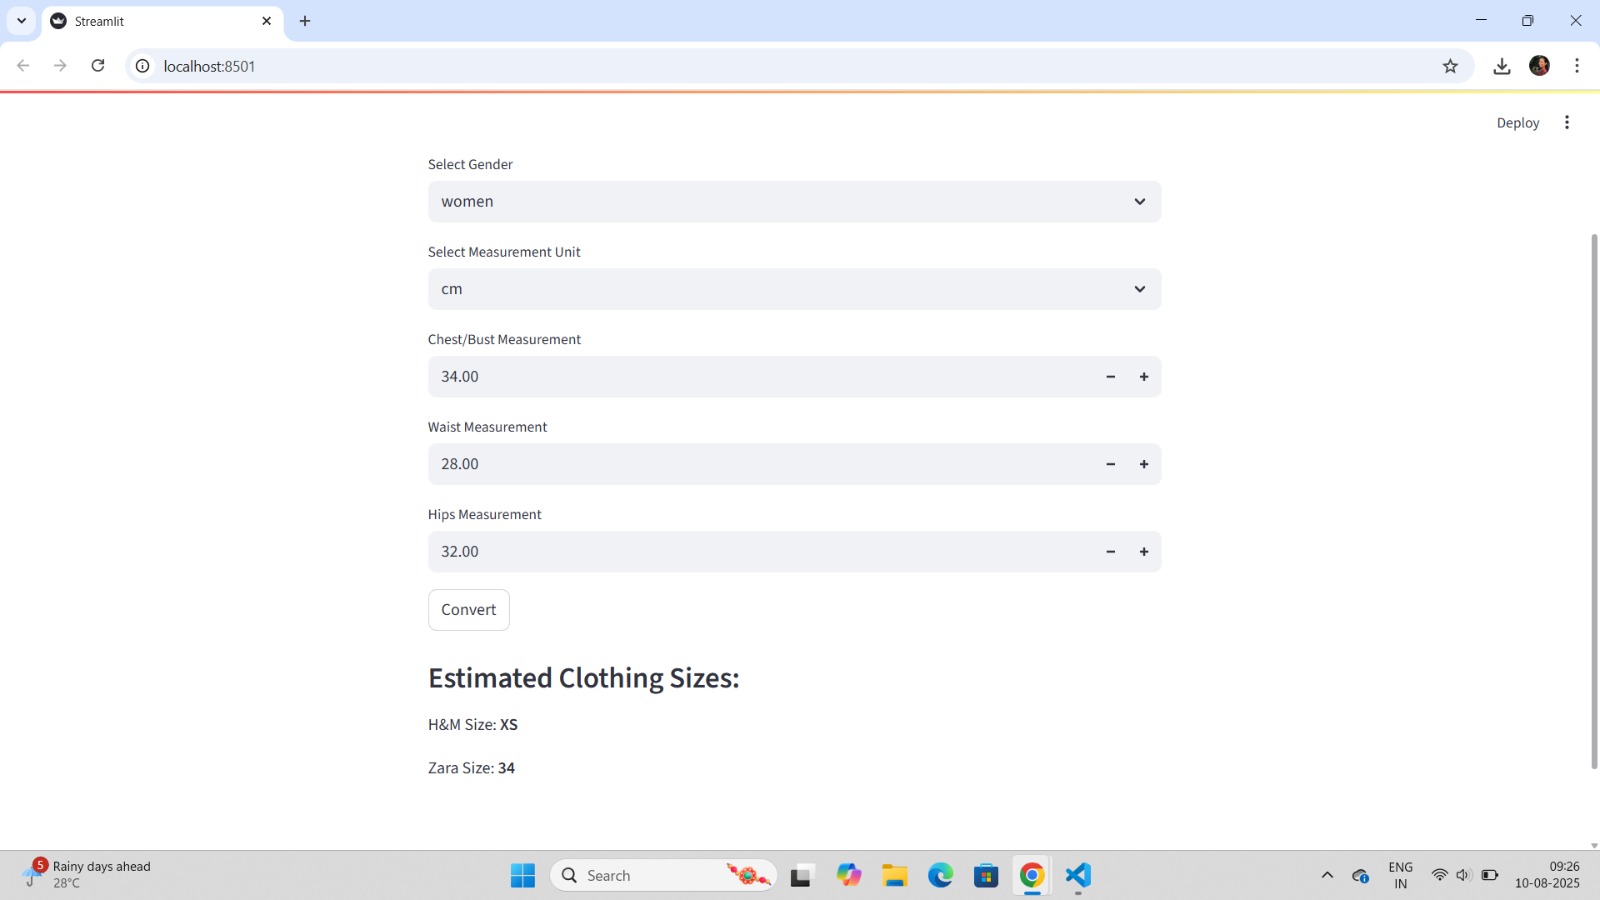 Streamlit
localhost:8501
Deploy
Select Gender
women
Select Measurement Unit
cm
Chest/Bust Measurement
34.00
Waist Measurement
28.00
Hips Measurement
32.00
Convert
Estimated Clothing Sizes:
H&M Size: XS
Zara Size: 34
5
Rainy days ahead
28°C
Search
ENG
IN
09:26
10-08-2025